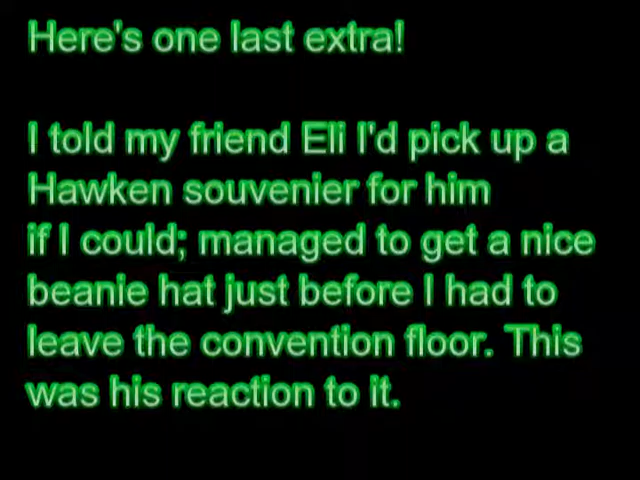 Here's one last extra!
I told my friend Eli I'd pick up a
Hawken souvenier for him
if I could; managed to get a nice
beanie hat just before I had to
leave the convention floor. This
was his reaction to it.